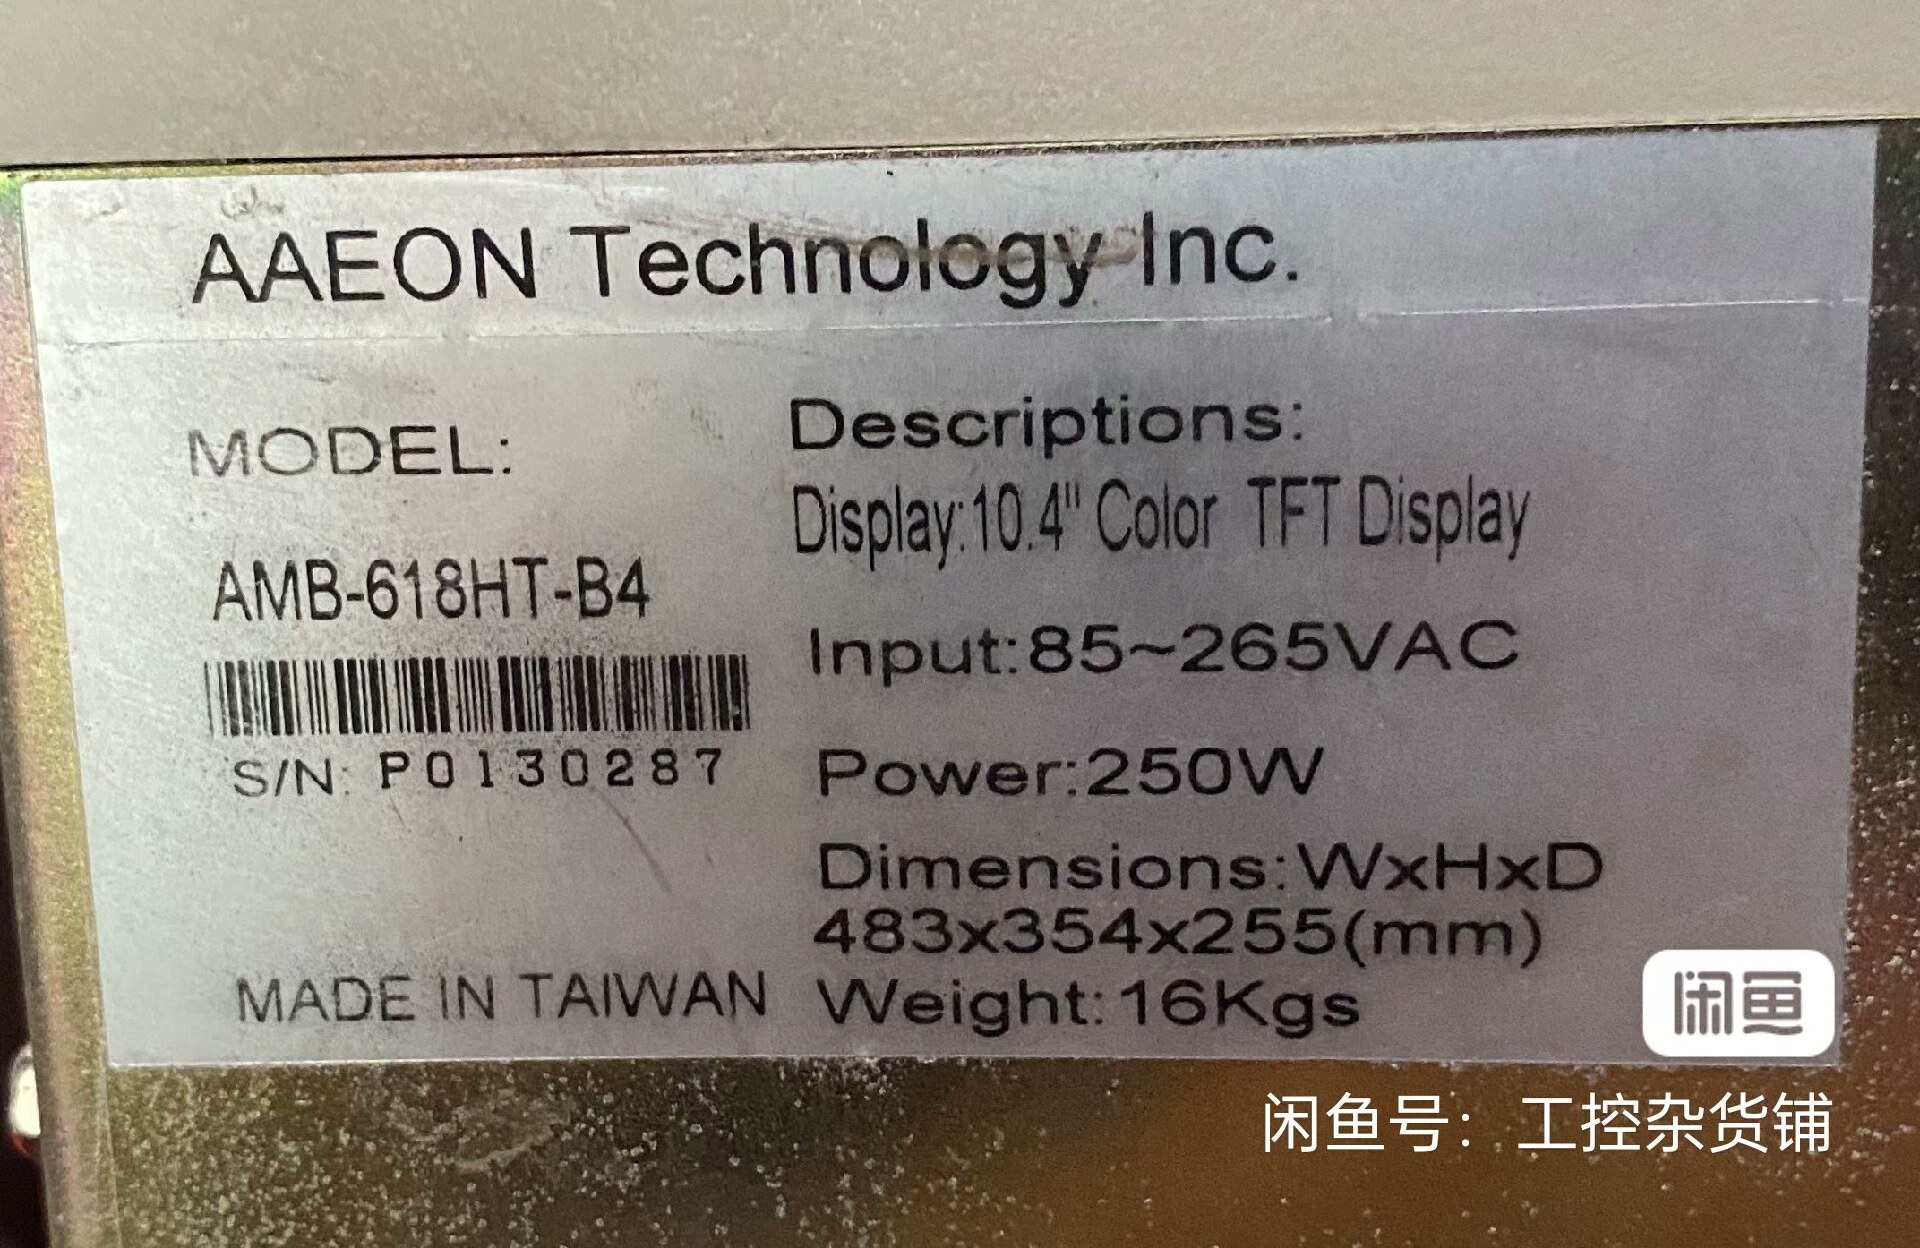 AAEON Technology Inc.
MODEL:
AMB-618HT-B4
S/N: P0130287
MADE IN TAIWAN
Descriptions:
Display:10.4" Color TFT Display
Input:85~265VAC
Power:250W
Dimensions:WxHxD
483x354x255(mm)
Weight:16Kgs
闲鱼
闲鱼号：工控杂货铺